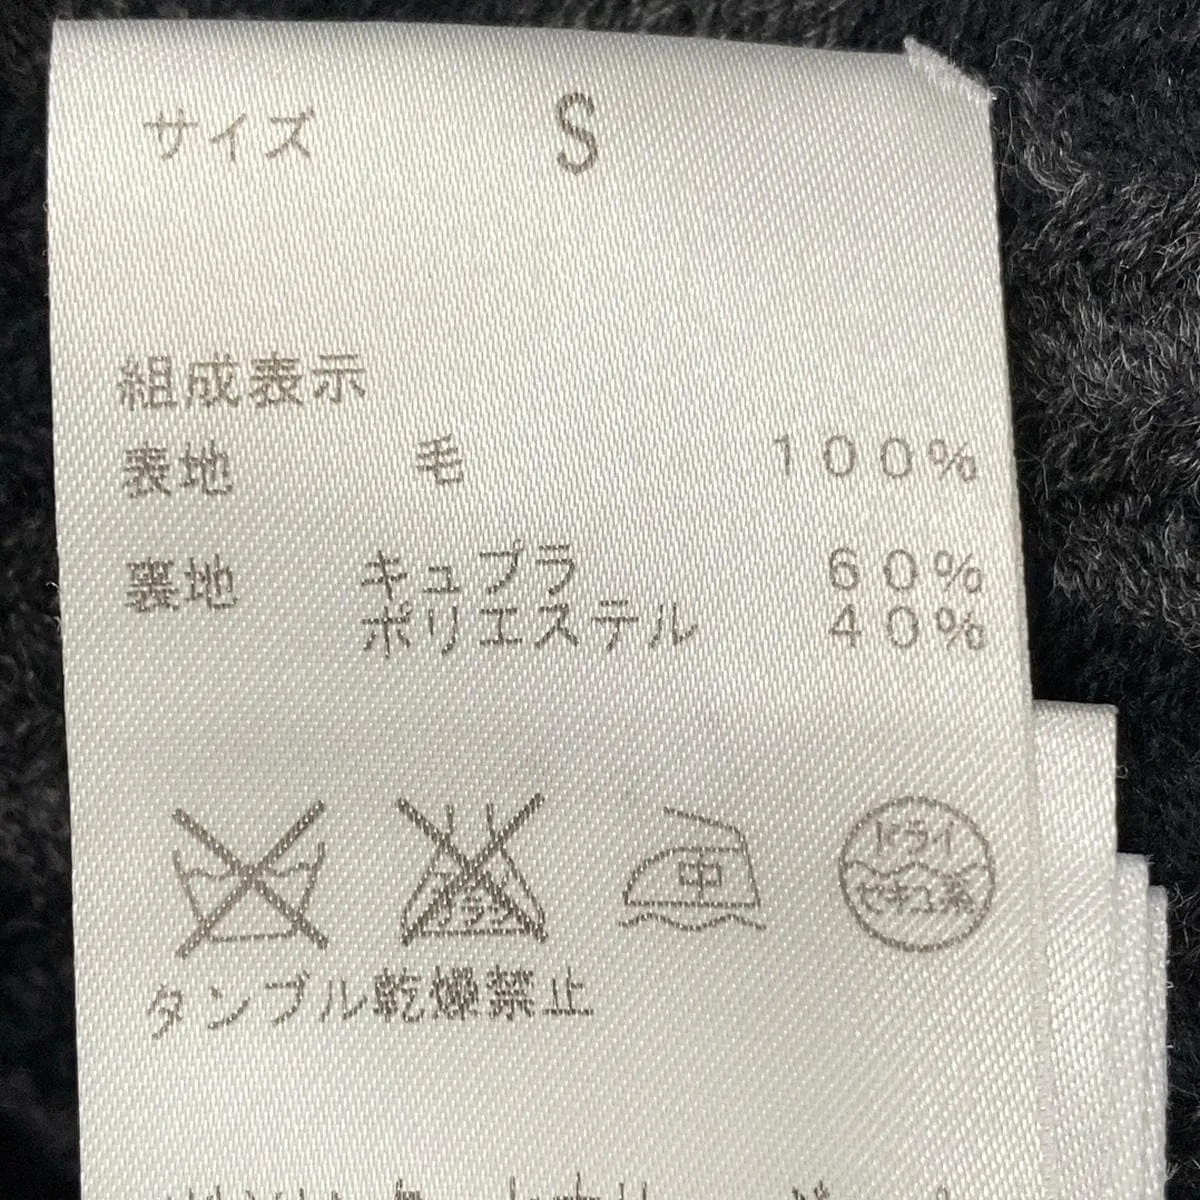 サイズ S
組成表示
表地 毛 100%
裏地 キュプラ 60%
ポリエステル 40%
中
ドライ
セキユ系
タンブル乾燥禁止